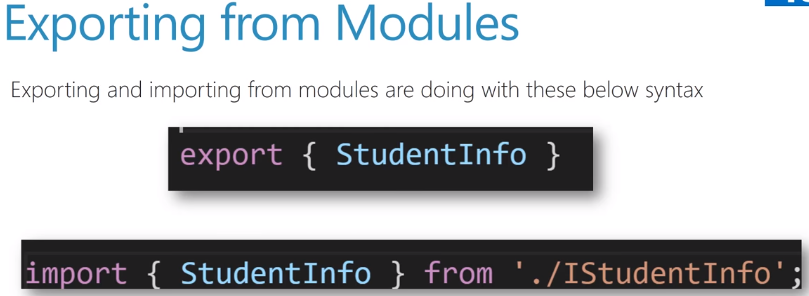 Exporting from Modules
Exporting and importing from modules are doing with these below syntax
export { StudentInfo }
import { StudentInfo } from './IStudentInfo';